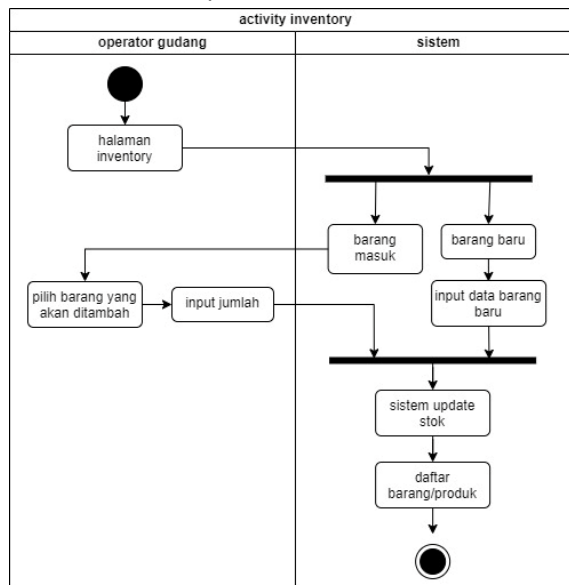 activity inventory
operator gudang
sistem
halaman
inventory
barang
masuk
barang baru
pilih barang yang
akan ditambah
input jumlah
input data barang
baru
sistem update
stok
daftar
barang/produk